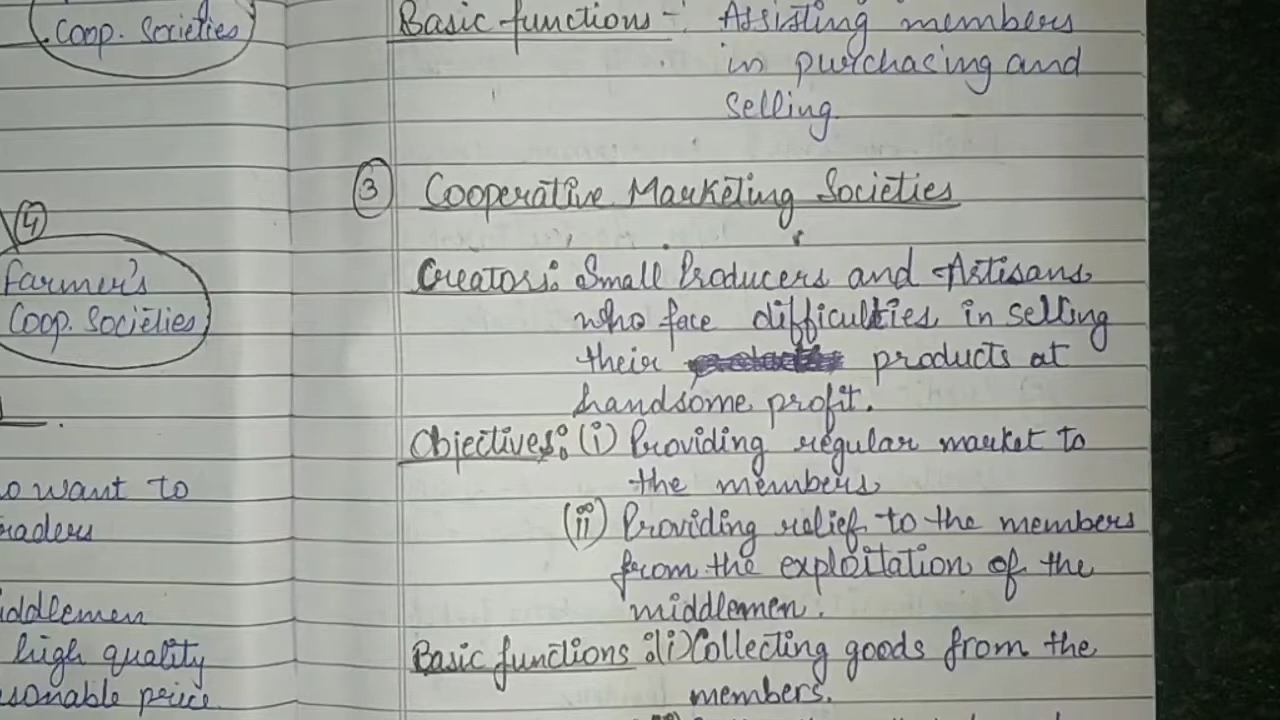 Coop. Societies
④
Farmer's
Coop. Societies
o want to
raders
iddlemen
high quality
sonable price
Basic functions - Assisting members
in purchasing and
Selling.
③ Cooperative Marketing Societies
Creators: Small Producers and Artisans
who face difficulties in selling
their products at
handsome profit.
Objectives: (i) Providing regular market to
the members
(ii) Providing relief to the members
from the exploitation of the
middlemen.
Basic functions: (i) Collecting goods from the
members.